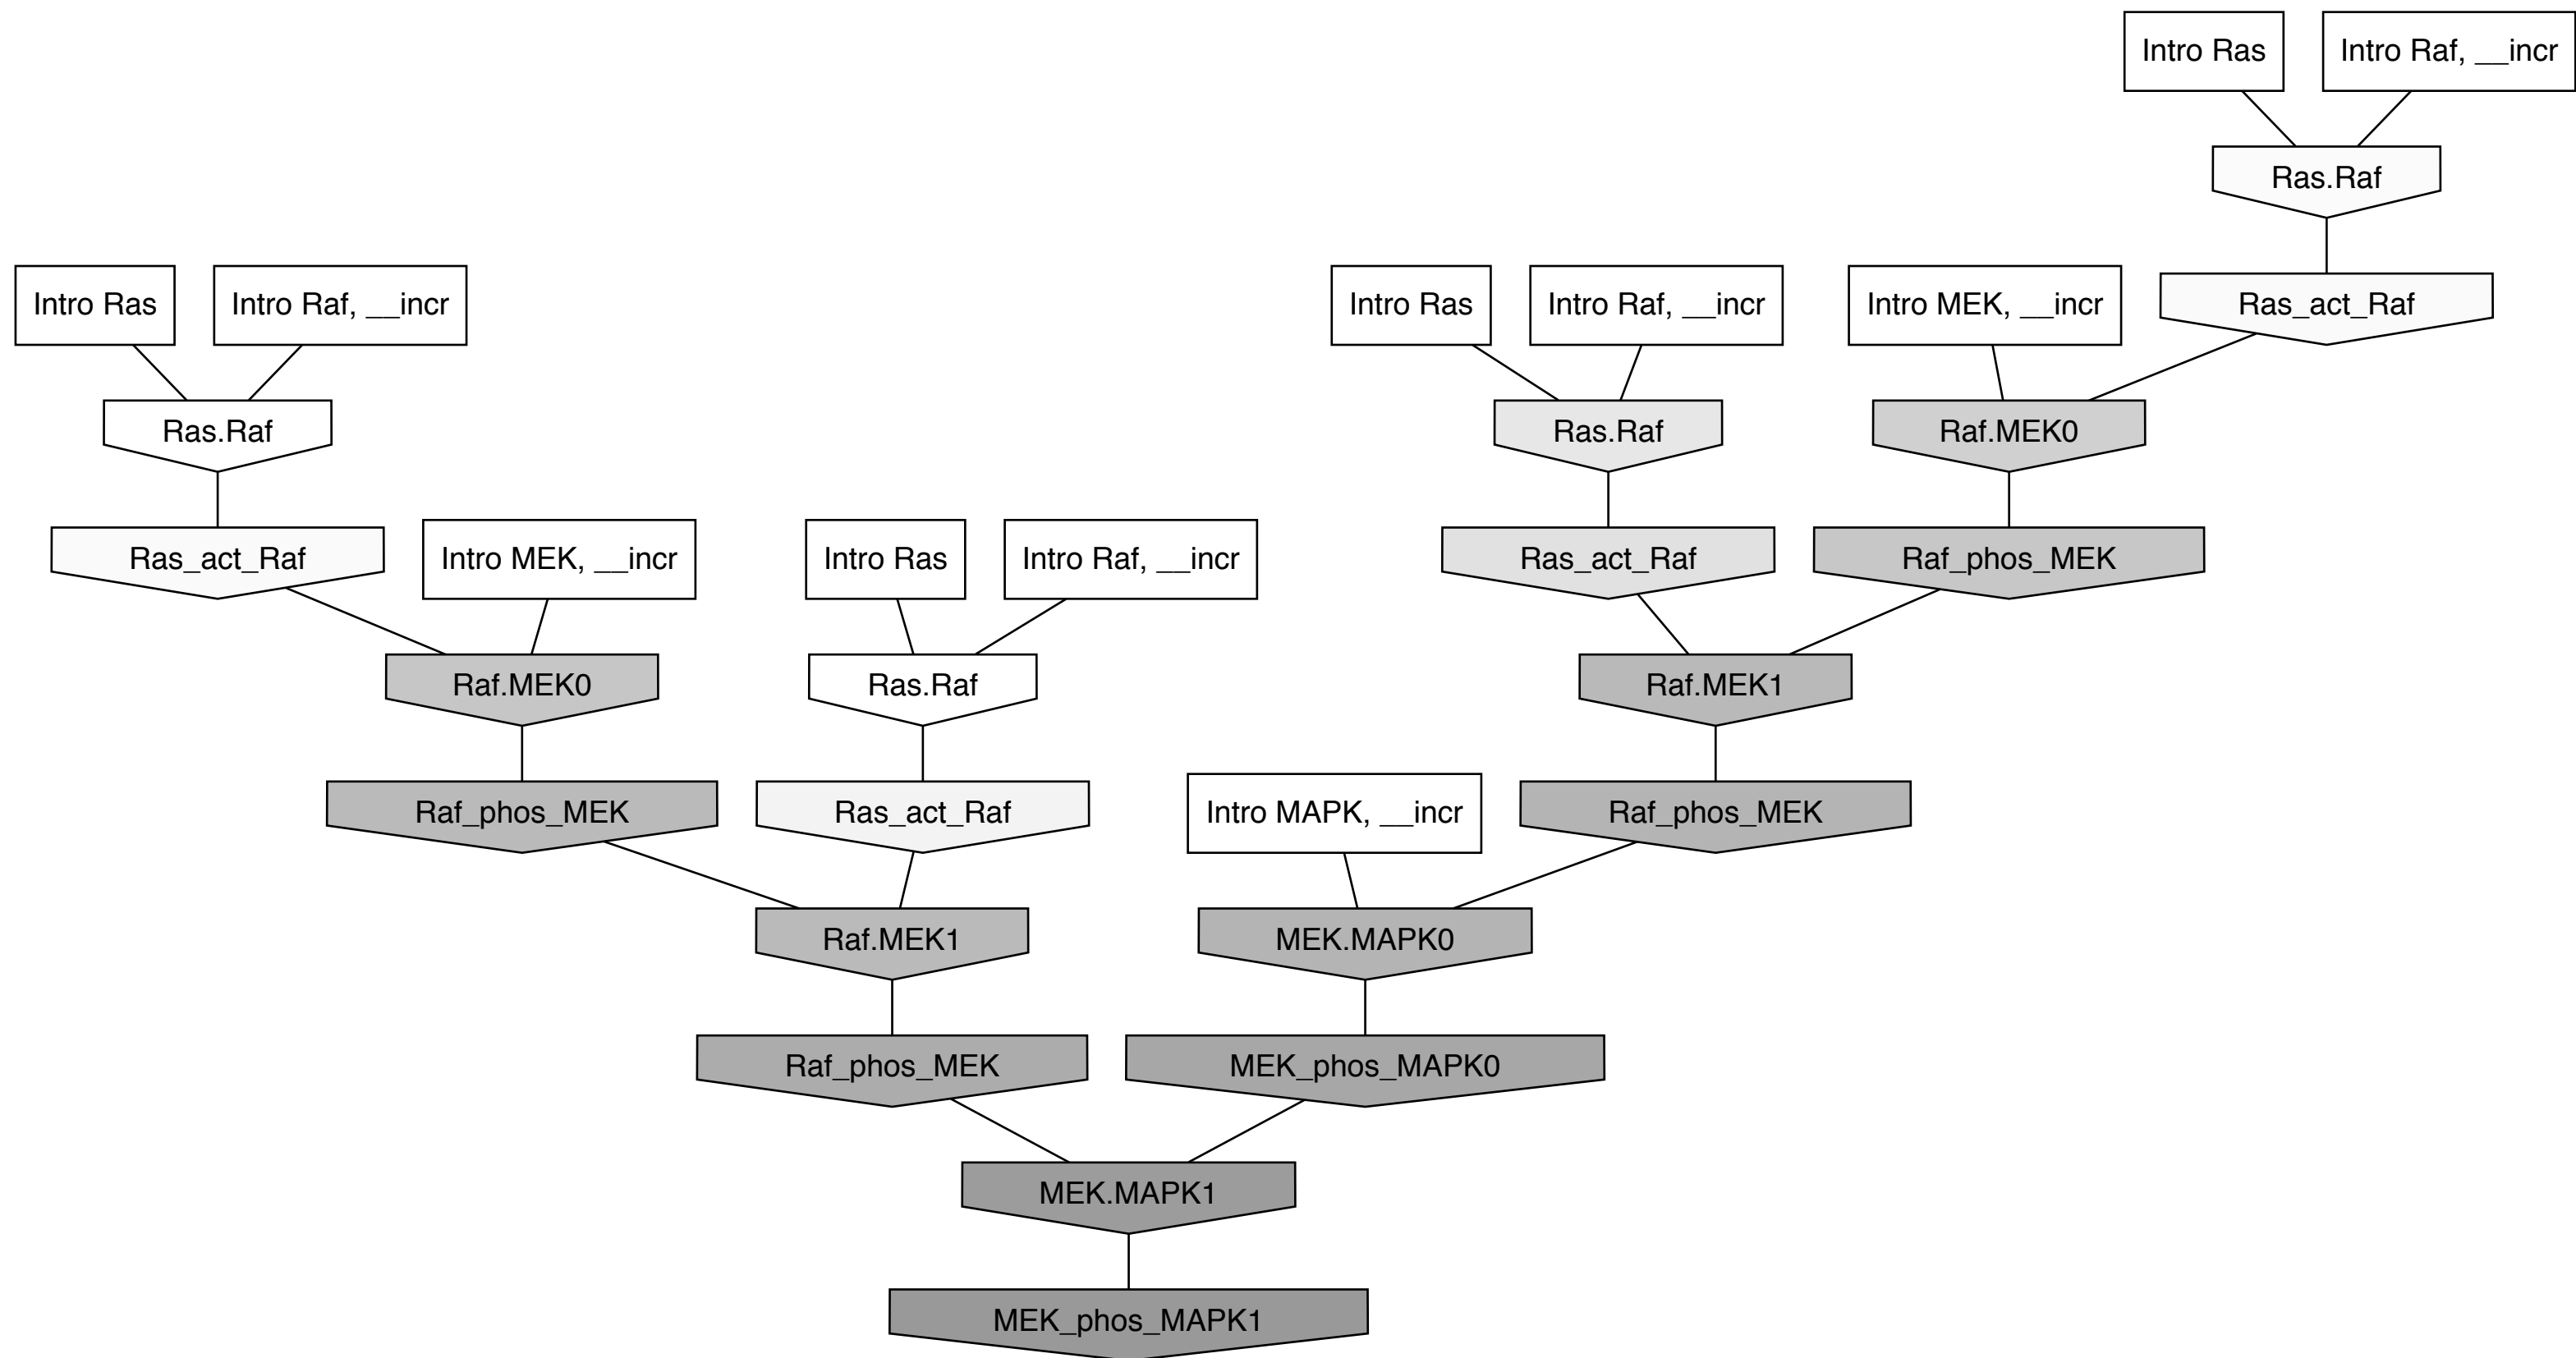 Intro Ras
Intro Raf, __incr
Ras.Raf
Intro Ras
Intro Raf, __incr
Intro Ras
Intro Raf, __incr
Intro MEK, __incr
Ras_act_Raf
Ras.Raf
Ras.Raf
Raf.MEK0
Ras_act_Raf
Intro MEK, __incr
Intro Ras
Intro Raf, __incr
Ras_act_Raf
Raf_phos_MEK
Raf.MEK0
Ras.Raf
Raf.MEK1
Raf_phos_MEK
Ras_act_Raf
Intro MAPK, __incr
Raf_phos_MEK
Raf.MEK1
MEK.MAPK0
Raf_phos_MEK
MEK_phos_MAPK0
MEK.MAPK1
MEK_phos_MAPK1